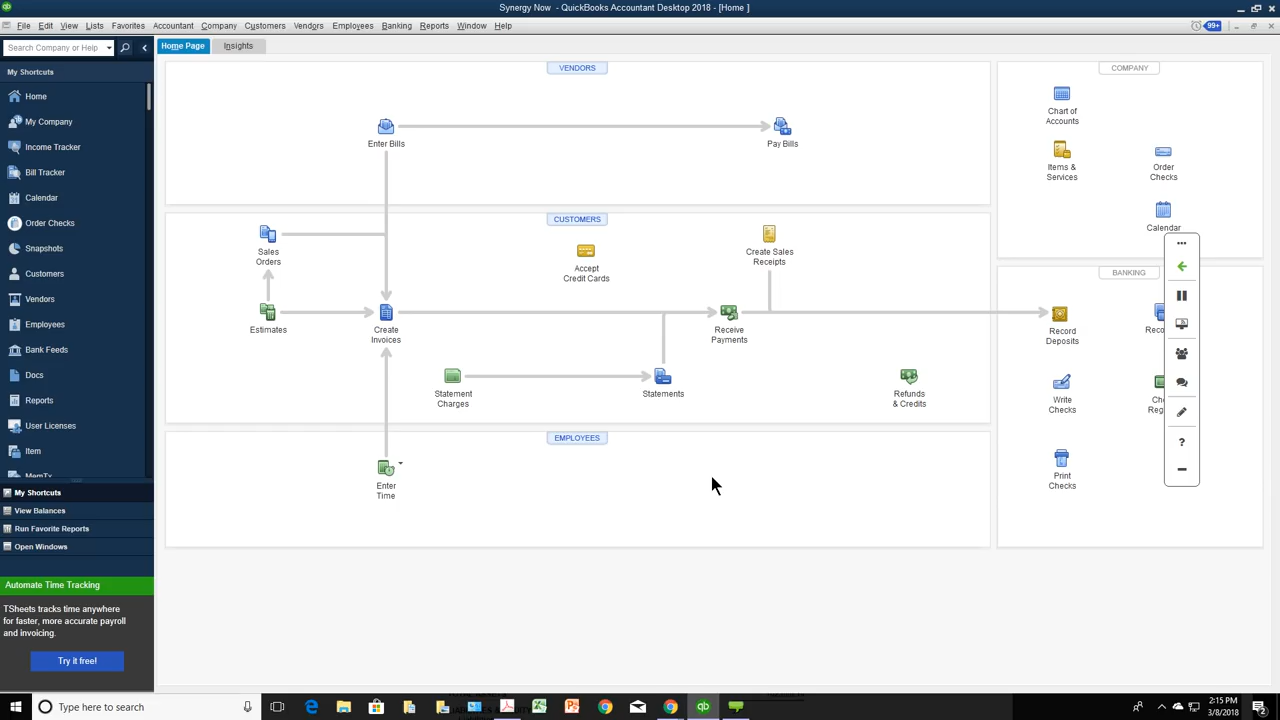 Synergy Now - QuickBooks Accountant Desktop 2018 - [Home ]
File Edit View Lists Favorites Accountant Company Customers Vendors Employees Banking Reports Window Help
99+
Search Company or Help
Home Page Insights
My Shortcuts
Home
My Company
Income Tracker
Bill Tracker
Calendar
Order Checks
Snapshots
Customers
Vendors
Employees
Bank Feeds
Docs
Reports
User Licenses
Item
MemTx
My Shortcuts
View Balances
Run Favorite Reports
Open Windows
Automate Time Tracking
TSheets tracks time anywhere
for faster, more accurate payroll
and invoicing.
Try it free!
VENDORS
Enter Bills
Pay Bills
CUSTOMERS
Sales
Orders
Accept
Credit Cards
Create Sales
Receipts
Estimates
Create
Invoices
Receive
Payments
Statement
Charges
Statements
Refunds
& Credits
EMPLOYEES
Enter
Time
COMPANY
Chart of
Accounts
Items &
Services
Order
Checks
Calendar
BANKING
Record
Deposits
Reco
Write
Checks
Che
Reg
Print
Checks
?
Type here to search
2:15 PM
3/8/2018
2